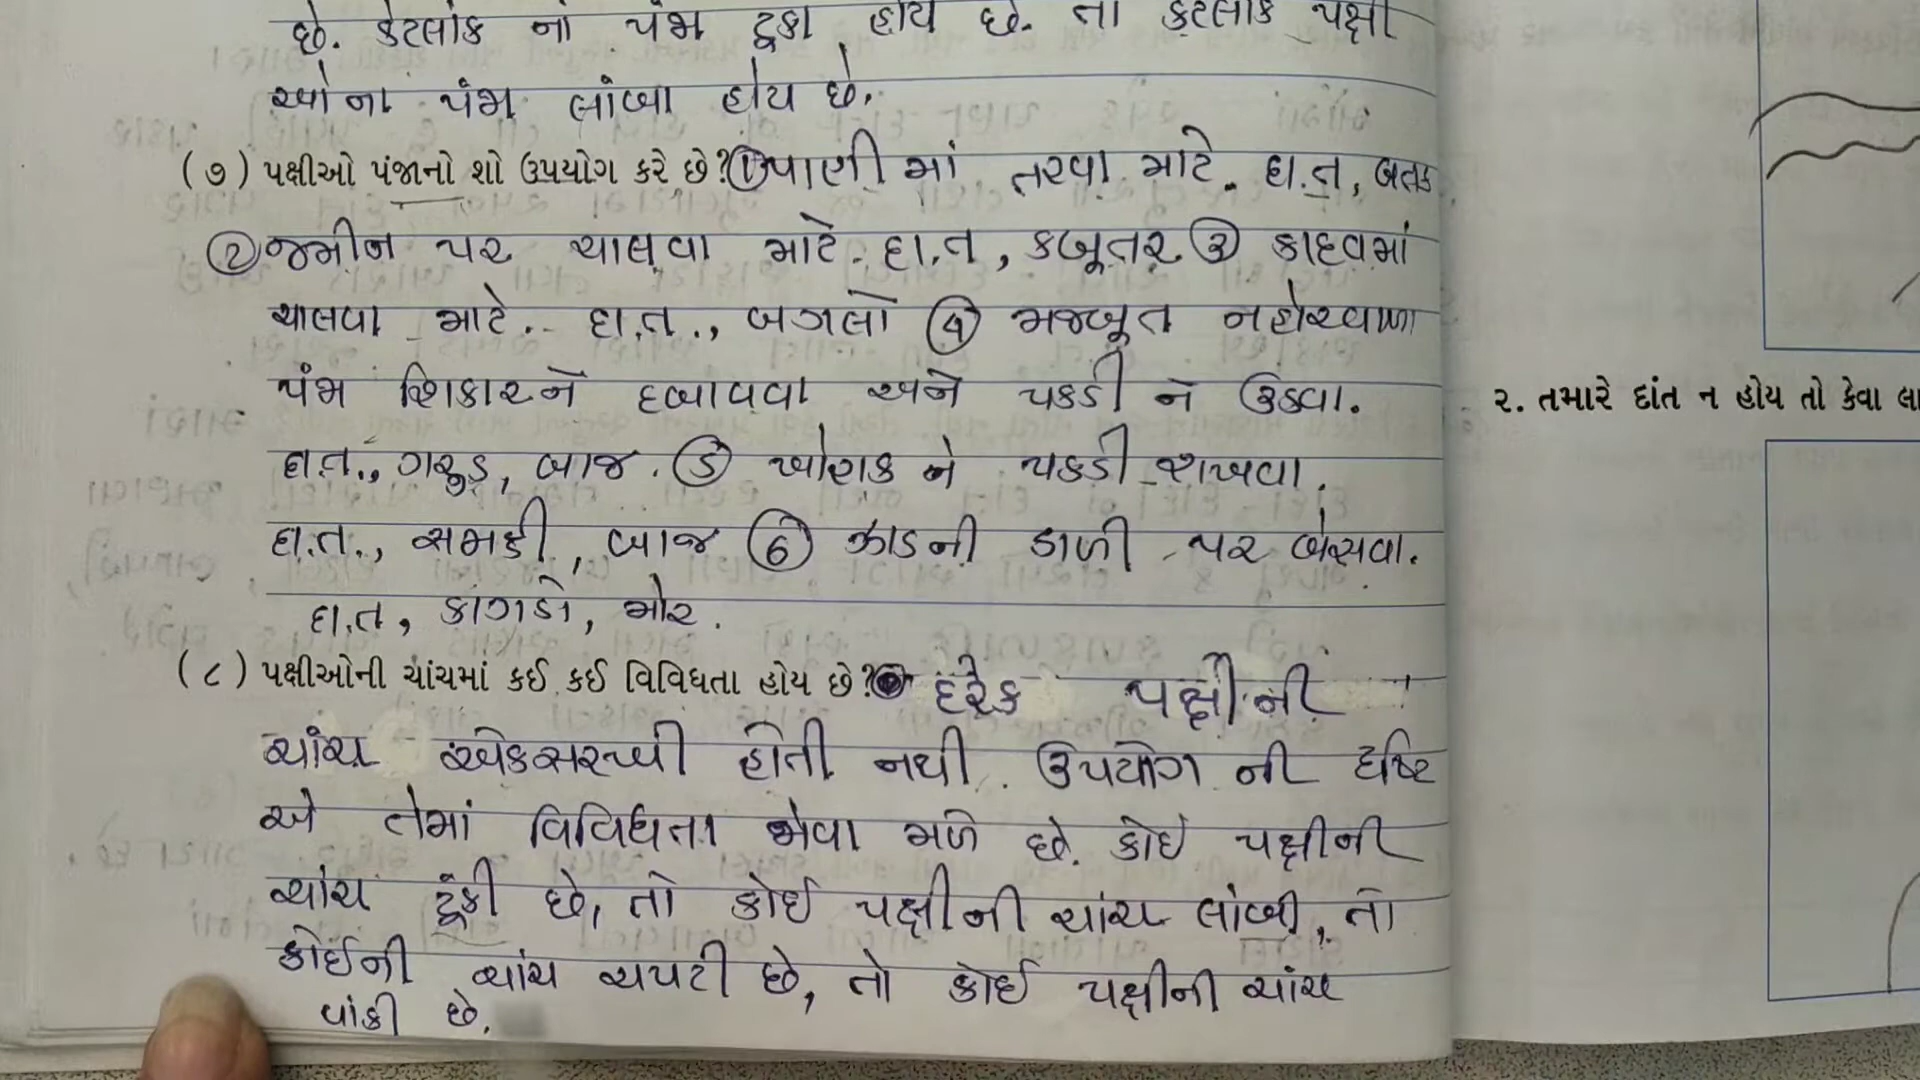 છે. કેટલાક નાં પંખ ટુકા હોય છે. તો કેટલાક પક્ષી
ઓના પંખ લાંબા હોય છે.
(૭) પક્ષીઓ પંજાનો શો ઉપયોગ કરે છે? ① પાણી માં તરવા માટે. દા.ત, બતક
② જમીન પર ચાલવા માટે. દા.ત, કબૂતર ③ કાદવમાં
ચાલવા માટે. દા.ત., બગલો ④ મજબૂત નહોરવાળા
પંખ શિકારને દબાવવા અને પકડી ને ઉડવા.
દા.ત., ગરુડ, બાજ. ⑤ ખોરાક ને પકડી રાખવા.
દા.ત., સમડી, બાજ ⑥ ઝાડની ડાળી પર બેસવા.
દા.ત, કાગડો, મોર.
(૮) પક્ષીઓની ચાંચમાં કઈ કઈ વિવિધતા હોય છે? દરેક પક્ષીની
ચાંચ એકસરખી હોતી નથી. ઉપયોગ ની દૃષ્ટિ
એ તેમાં વિવિધતા જોવા મળે છે. કોઈ પક્ષીની
ચાંચ ટૂંકી છે, તો કોઈ પક્ષીની ચાંચ લાંબી, તો
કોઈની ચાંચ ચપટી છે, તો કોઈ પક્ષીની ચાંચ
વાંકી છે.
૨. તમારે દાંત ન હોય તો કેવા લા